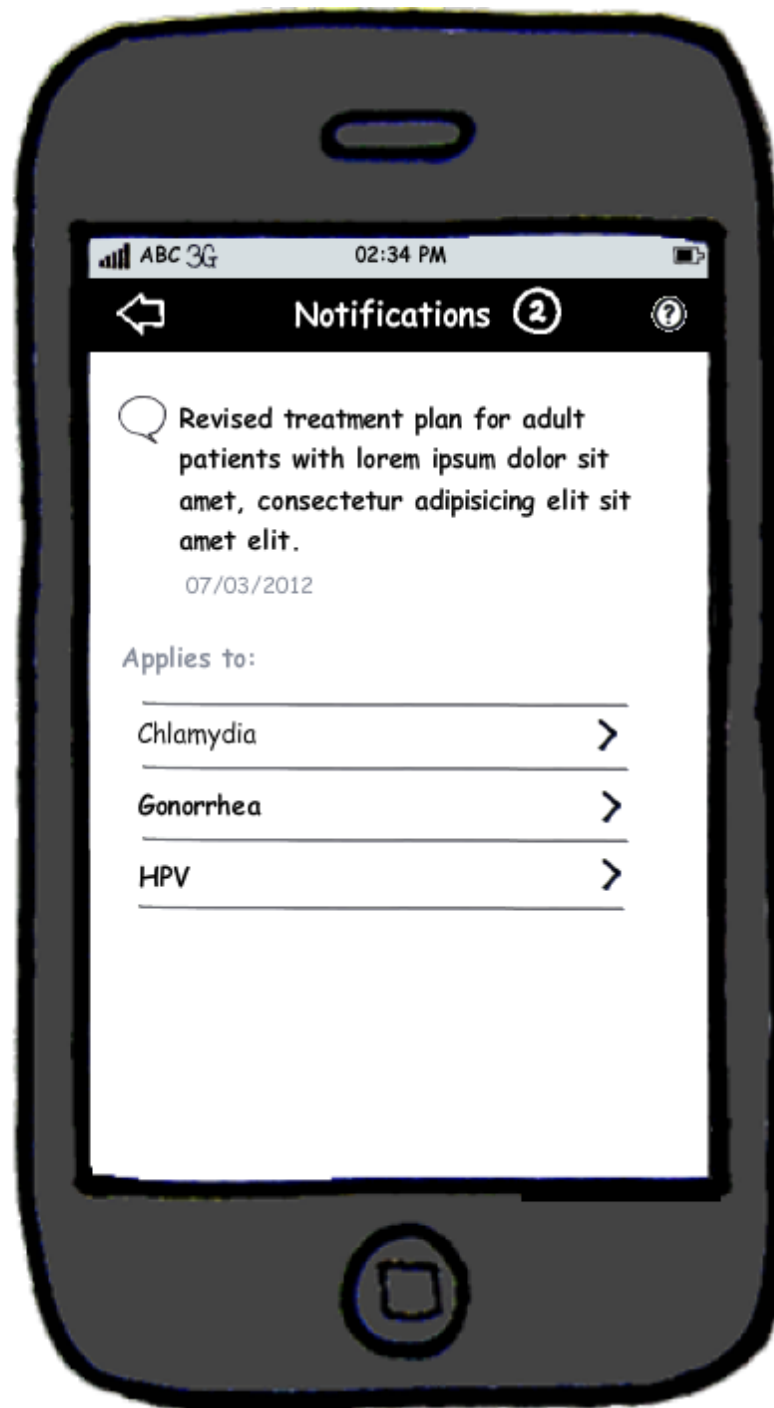 ABC 3G 02:34 PM
Notifications 2 ?
Revised treatment plan for adult
patients with lorem ipsum dolor sit
amet, consectetur adipisicing elit sit
amet elit.
07/03/2012
Applies to:
Chlamydia
Gonorrhea
HPV